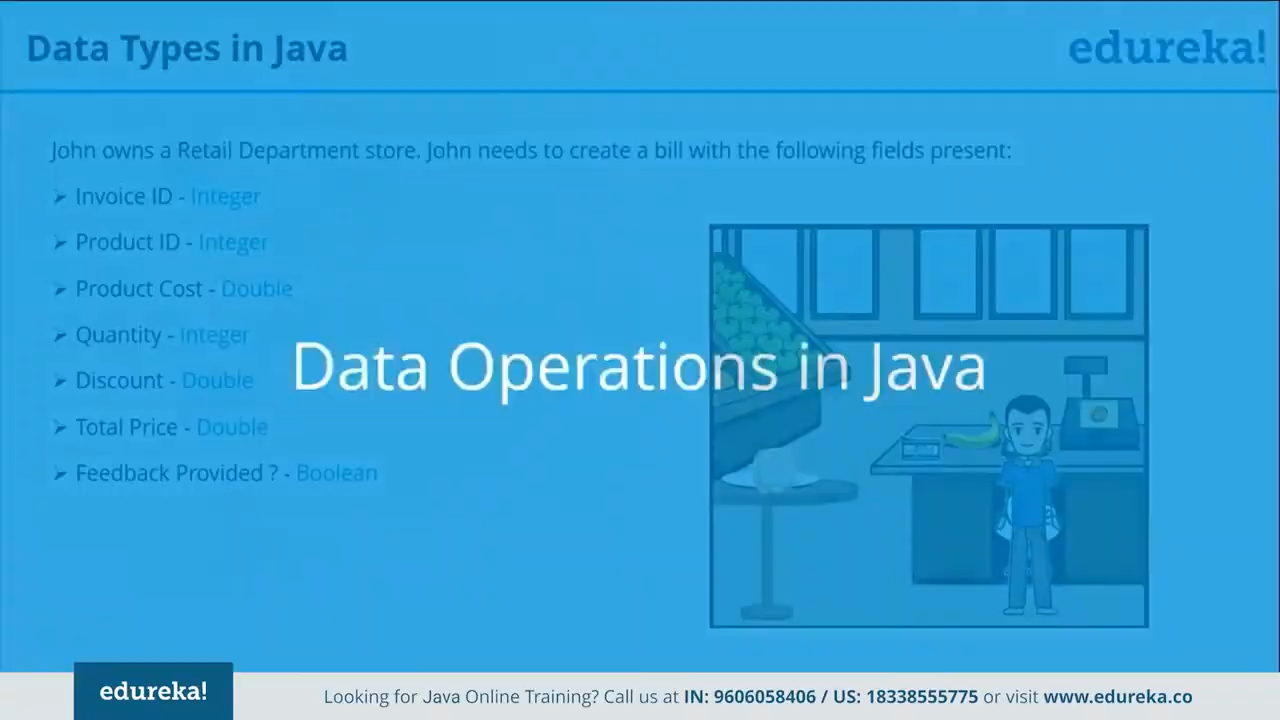 Data Types in Java
edureka!
John owns a Retail Department store. John needs to create a bill with the following fields present:
➢ Invoice ID - Integer
➢ Product ID - Integer
➢ Product Cost - Double
➢ Quantity - Integer
Data Operations in Java
➢ Discount - Double
➢ Total Price - Double
➢ Feedback Provided ? - Boolean
edureka!
Looking for Java Online Training? Call us at IN: 9606058406 / US: 18338555775 or visit www.edureka.co